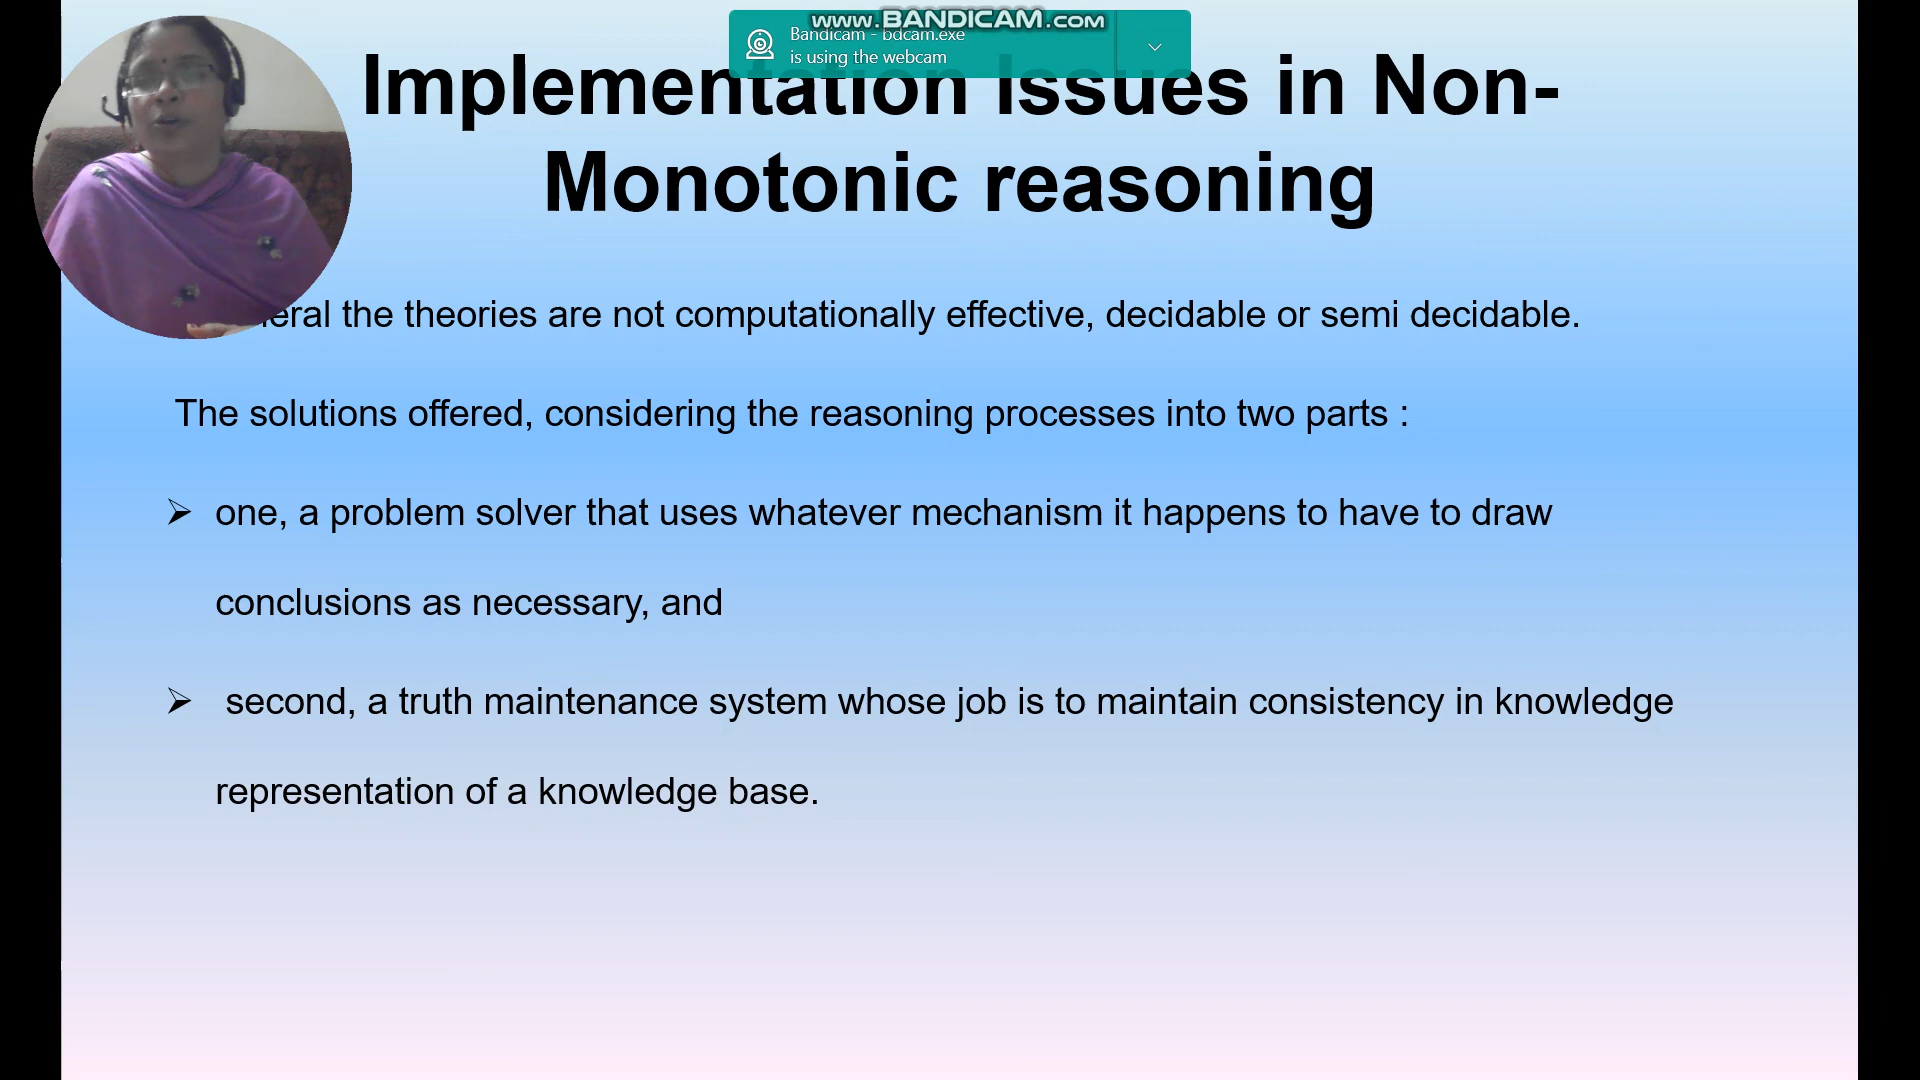 www.BANDICAM.com
Bandicam - bdcam.exe
is using the webcam
Implementation Issues in Non-
Monotonic reasoning
the theories are not computationally effective, decidable or semi decidable.
The solutions offered, considering the reasoning processes into two parts :
➢ one, a problem solver that uses whatever mechanism it happens to have to draw
conclusions as necessary, and
➢ second, a truth maintenance system whose job is to maintain consistency in knowledge
representation of a knowledge base.